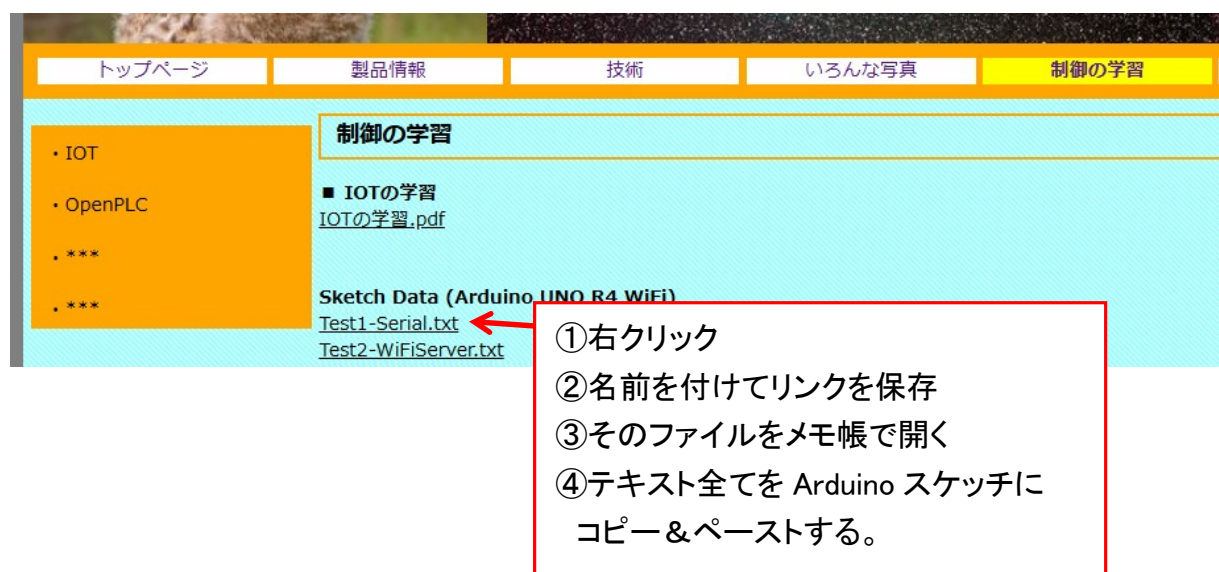 トップページ
製品情報
技術
いろんな写真
制御の学習
・IOT
・OpenPLC
・***
・***
制御の学習
■ IOTの学習
IOTの学習.pdf
Sketch Data (Arduino UNO R4 WiFi)
Test1-Serial.txt
Test2-WiFiServer.txt
①右クリック
②名前を付けてリンクを保存
③そのファイルをメモ帳で開く
④テキスト全てを Arduino スケッチに
コピー＆ペーストする。